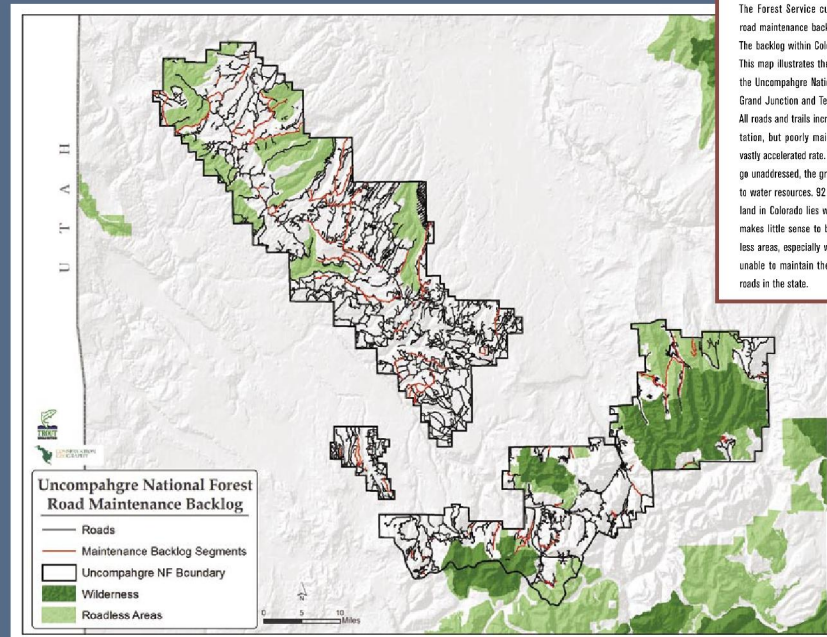 The Forest Service cu
road maintenance back
The backlog within Col
This map illustrates the
the Uncompahgre Natio
Grand Junction and Te
All roads and trails incr
tation, but poorly mai
vastly accelerated rate.
go unaddressed, the gr
to water resources. 92
land in Colorado lies w
makes little sense to b
less areas, especially v
unable to maintain the
roads in the state.
UTAH
TROUT
Uncompahgre National Forest
Road Maintenance Backlog
Roads
Maintenance Backlog Segments
Uncompahgre NF Boundary
Wilderness
Roadless Areas
N
0 5 10
Miles